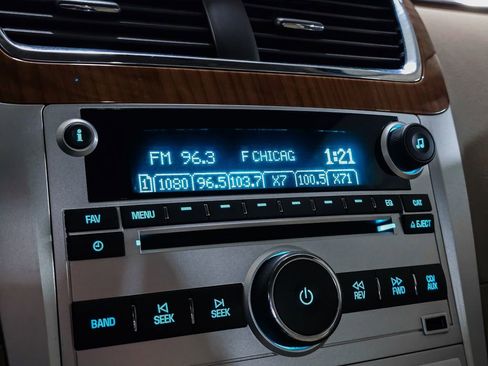 i
FM 96.3 F CHICAG 1:21
1 1080 96.5 103.7 X7 100.5 X71
FAV MENU EQ CAT
EJECT
BAND SEEK SEEK REV FWD CD/AUX